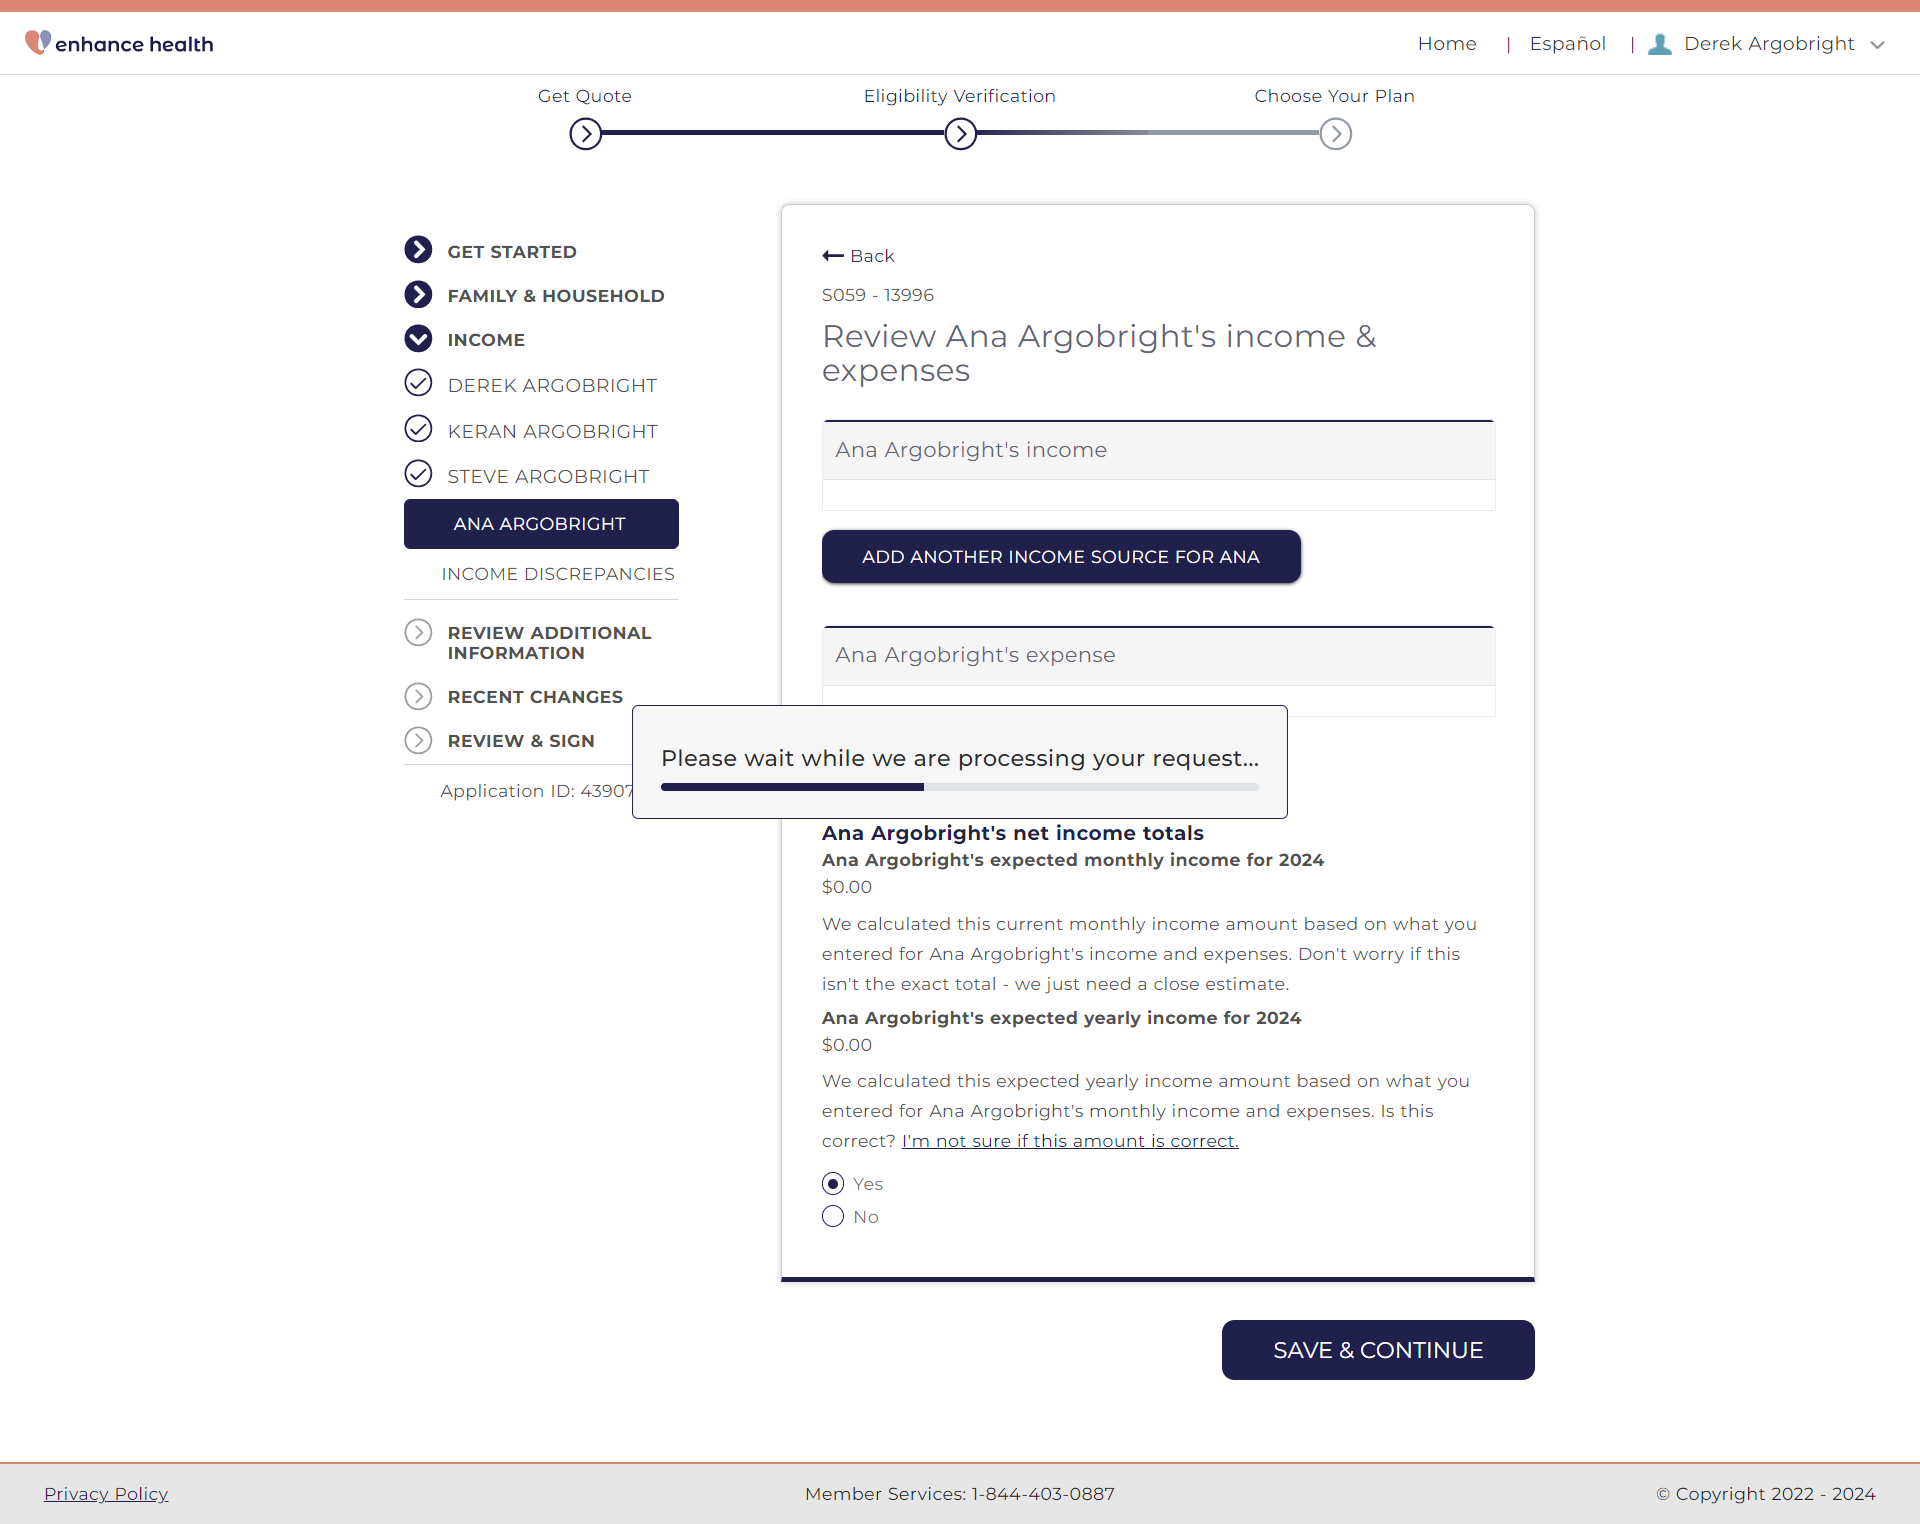 enhance health
Home | Español | Derek Argobright
Get Quote
Eligibility Verification
Choose Your Plan
GET STARTED
FAMILY & HOUSEHOLD
INCOME
DEREK ARGOBRIGHT
KERAN ARGOBRIGHT
STEVE ARGOBRIGHT
ANA ARGOBRIGHT
INCOME DISCREPANCIES
REVIEW ADDITIONAL
INFORMATION
RECENT CHANGES
REVIEW & SIGN
Application ID: 43907
Back
S059 - 13996
Review Ana Argobright's income &
expenses
Ana Argobright's income
ADD ANOTHER INCOME SOURCE FOR ANA
Ana Argobright's expense
Please wait while we are processing your request...
Ana Argobright's net income totals
Ana Argobright's expected monthly income for 2024
$0.00
We calculated this current monthly income amount based on what you
entered for Ana Argobright's income and expenses. Don't worry if this
isn't the exact total - we just need a close estimate.
Ana Argobright's expected yearly income for 2024
$0.00
We calculated this expected yearly income amount based on what you
entered for Ana Argobright's monthly income and expenses. Is this
correct? I'm not sure if this amount is correct.
Yes
No
SAVE & CONTINUE
Privacy Policy
Member Services: 1-844-403-0887
© Copyright 2022 - 2024